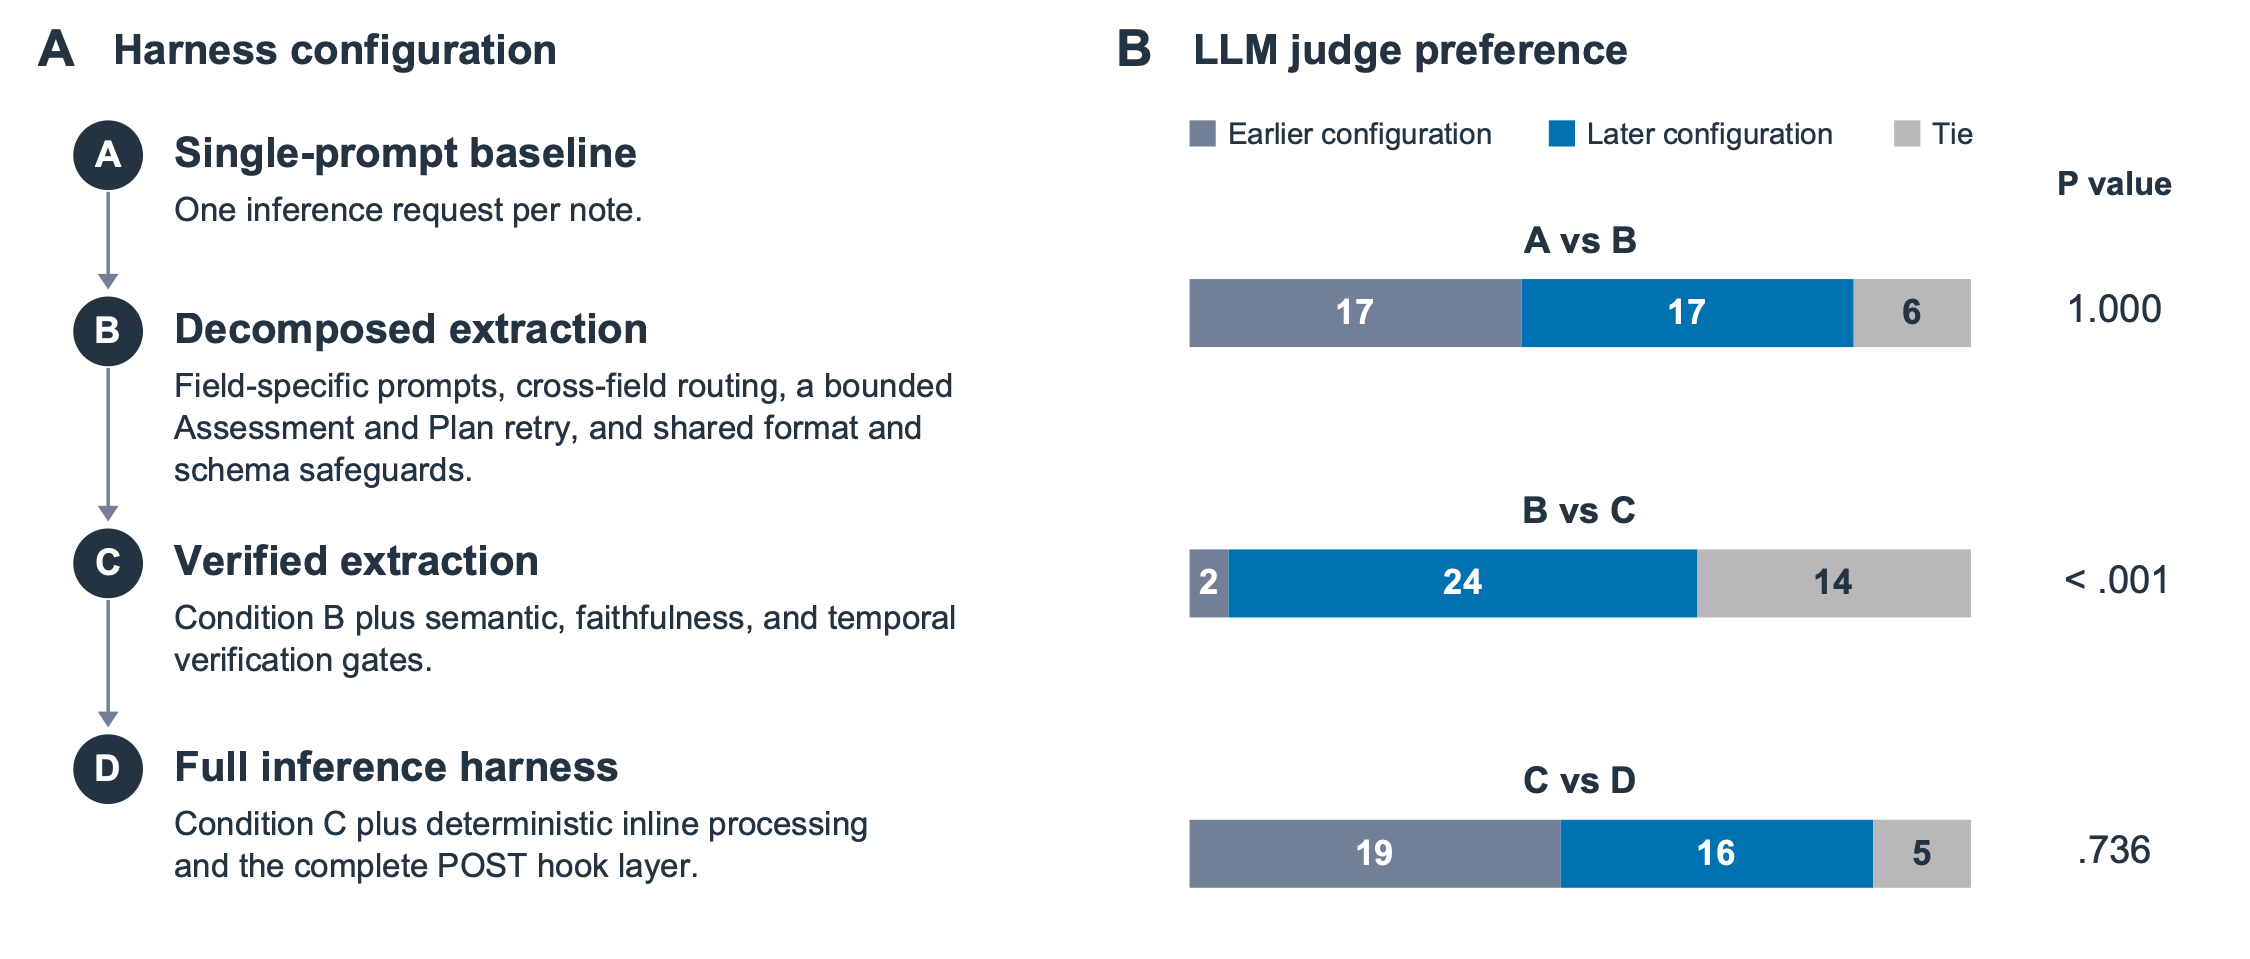 A Harness configuration
A Single-prompt baseline
One inference request per note.
B Decomposed extraction
Field-specific prompts, cross-field routing, a bounded
Assessment and Plan retry, and shared format and
schema safeguards.
C Verified extraction
Condition B plus semantic, faithfulness, and temporal
verification gates.
D Full inference harness
Condition C plus deterministic inline processing
and the complete POST hook layer.
B LLM judge preference
Earlier configuration Later configuration Tie
P value
A vs B
17 17 6 1.000
B vs C
2 24 14 < .001
C vs D
19 16 5 .736